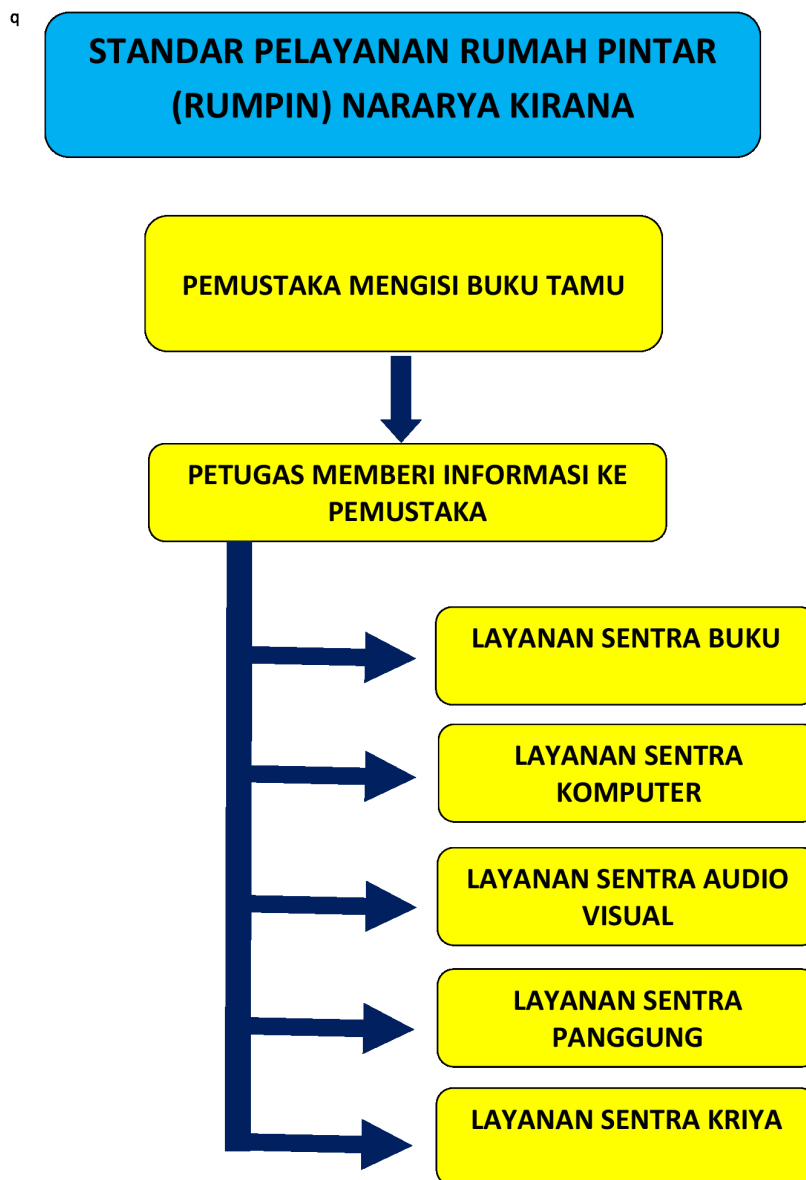 q
STANDAR PELAYANAN RUMAH PINTAR
(RUMPIN) NARARYA KIRANA
PEMUSTAKA MENGISI BUKU TAMU
PETUGAS MEMBERI INFORMASI KE
PEMUSTAKA
LAYANAN SENTRA BUKU
LAYANAN SENTRA
KOMPUTER
LAYANAN SENTRA AUDIO
VISUAL
LAYANAN SENTRA
PANGGUNG
LAYANAN SENTRA KRIYA